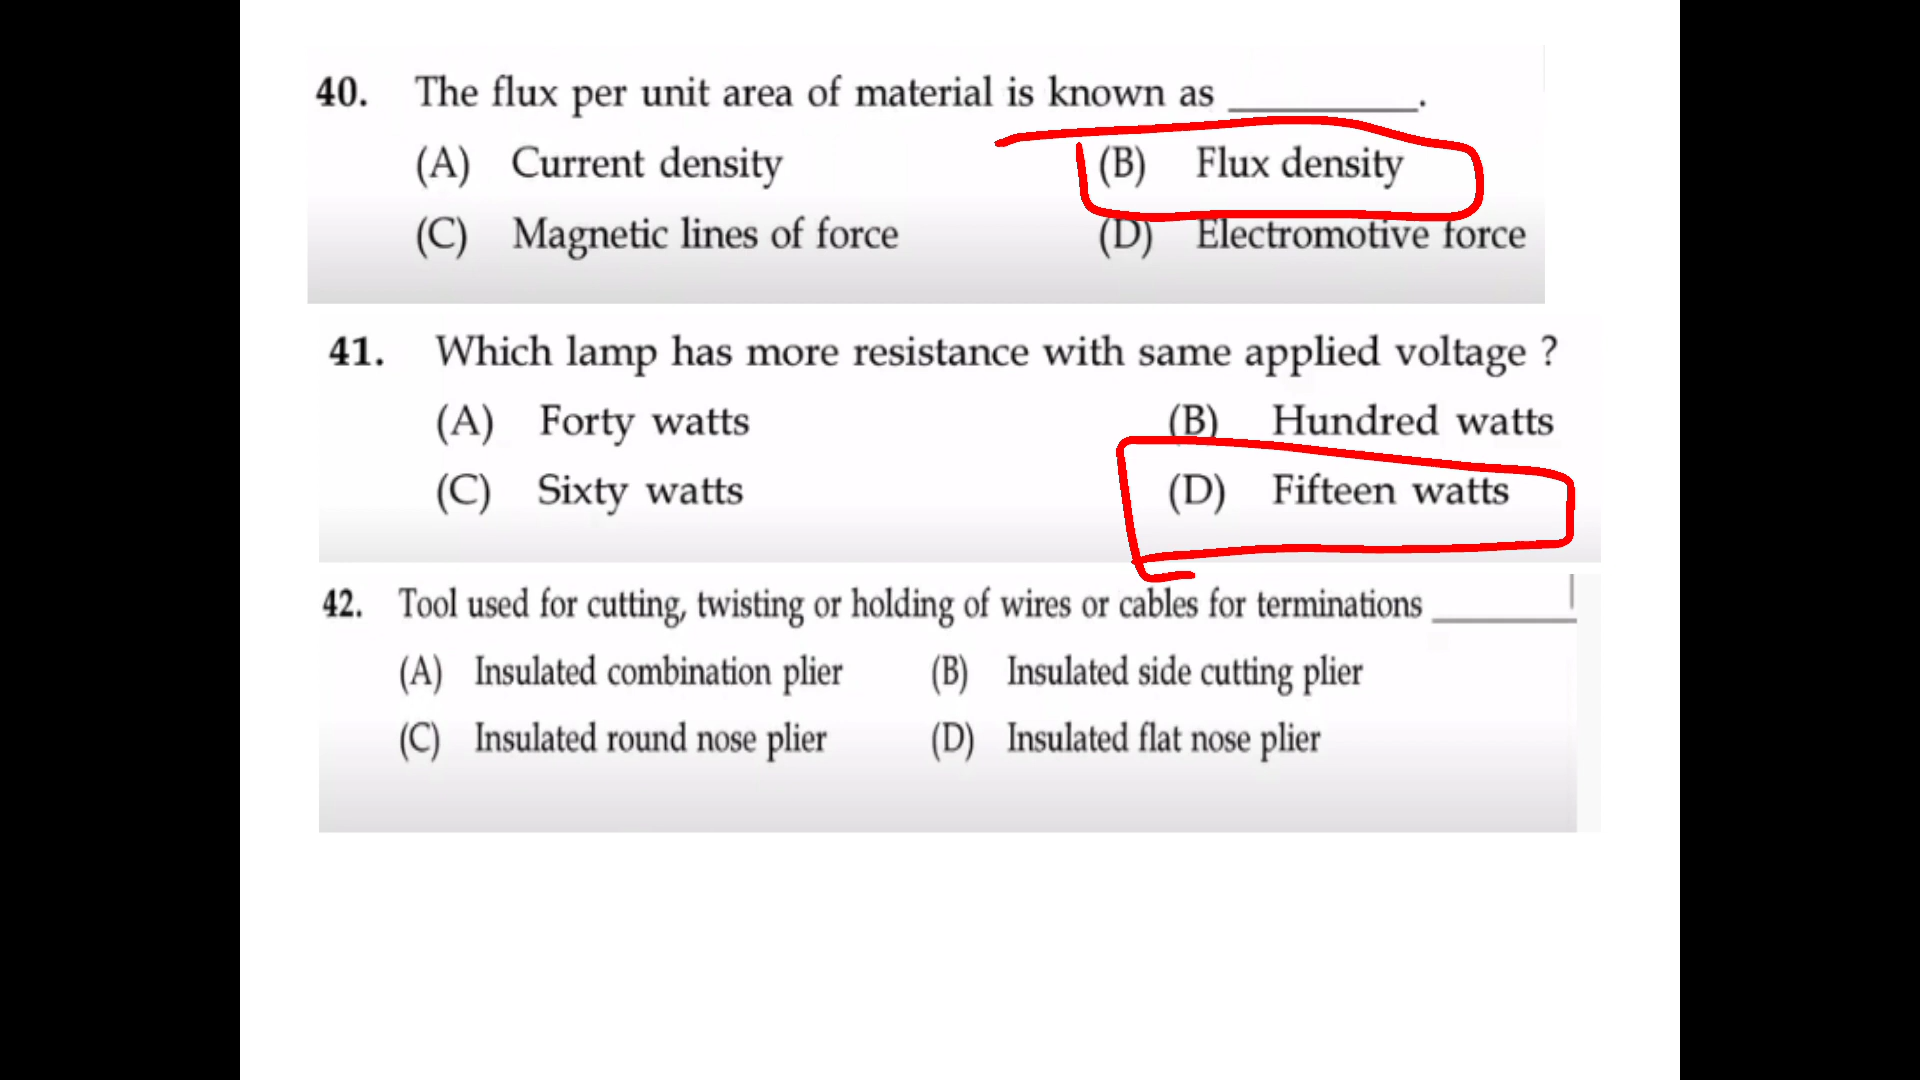 40. The flux per unit area of material is known as __________.
(A) Current density (B) Flux density
(C) Magnetic lines of force (D) Electromotive force
41. Which lamp has more resistance with same applied voltage ?
(A) Forty watts (B) Hundred watts
(C) Sixty watts (D) Fifteen watts
42. Tool used for cutting, twisting or holding of wires or cables for terminations __________
(A) Insulated combination plier (B) Insulated side cutting plier
(C) Insulated round nose plier (D) Insulated flat nose plier